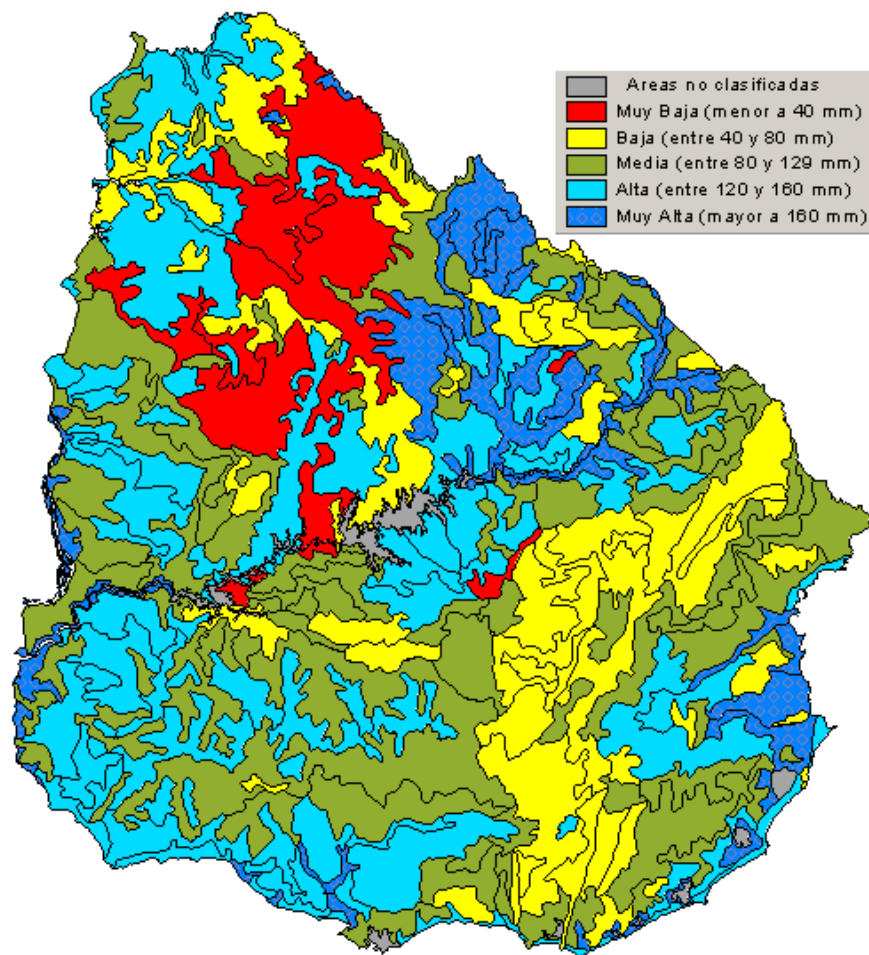 Areas no clasificadas
Muy Baja (menor a 40 mm)
Baja (entre 40 y 80 mm)
Media (entre 80 y 129 mm)
Alta (entre 120 y 160 mm)
Muy Alta (mayor a 160 mm)